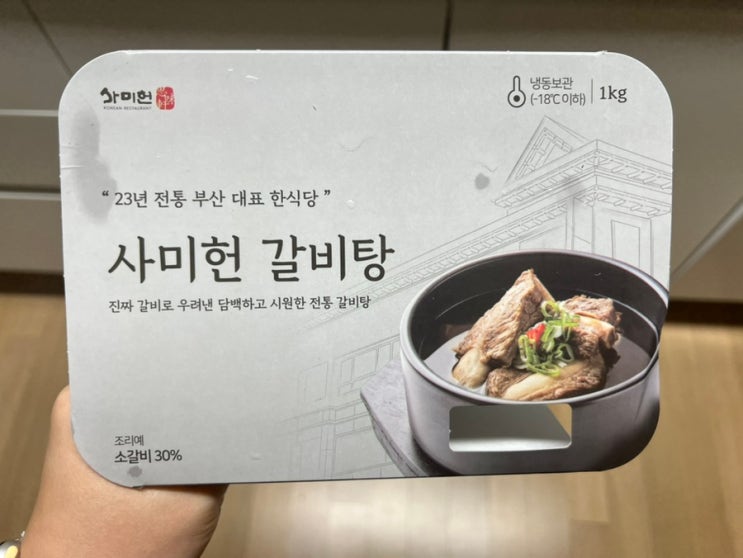 사미헌
KOREAN RESTAURANT
냉동보관
(-18℃ 이하)
1kg
“ 23년 전통 부산 대표 한식당 ”
사미헌 갈비탕
진짜 갈비로 우려낸 담백하고 시원한 전통 갈비탕
조리예
소갈비 30%